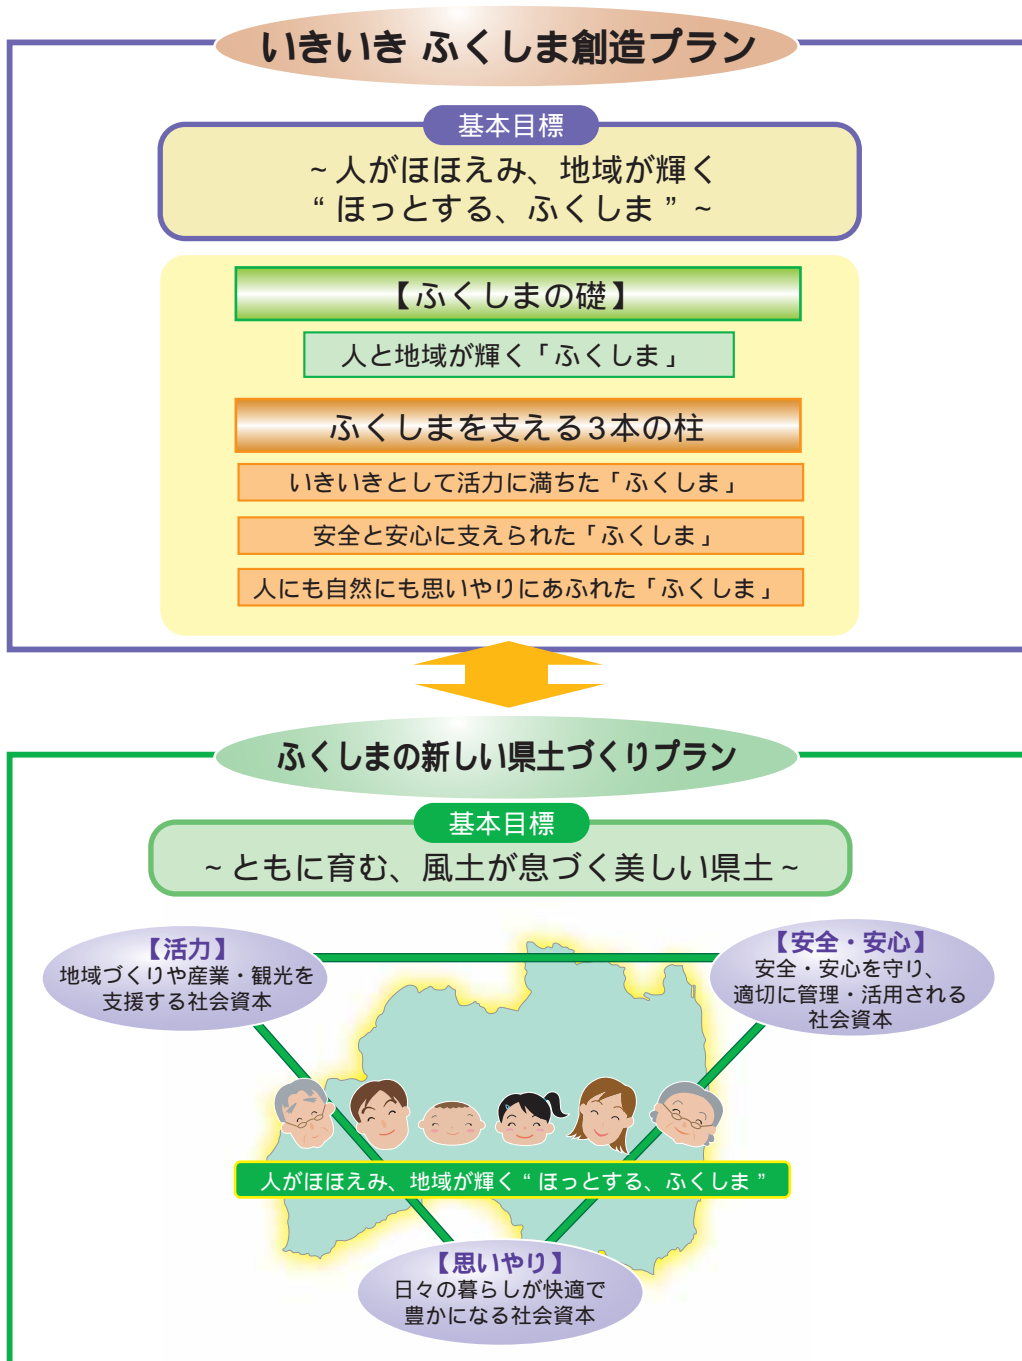 いきいき ふくしま創造プラン
基本目標
~ 人がほほえみ、地域が輝く
“ ほっとする、ふくしま ” ~
【ふくしまの礎】
人と地域が輝く「ふくしま」
ふくしまを支える3本の柱
いきいきとして活力に満ちた「ふくしま」
安全と安心に支えられた「ふくしま」
人にも自然にも思いやりにあふれた「ふくしま」
ふくしまの新しい県土づくりプラン
基本目標
~ ともに育む、風土が息づく美しい県土 ~
【活力】
地域づくりや産業・観光を
支援する社会資本
【安全・安心】
安全・安心を守り、
適切に管理・活用される
社会資本
人がほほえみ、地域が輝く“ ほっとする、ふくしま ”
【思いやり】
日々の暮らしが快適で
豊かになる社会資本